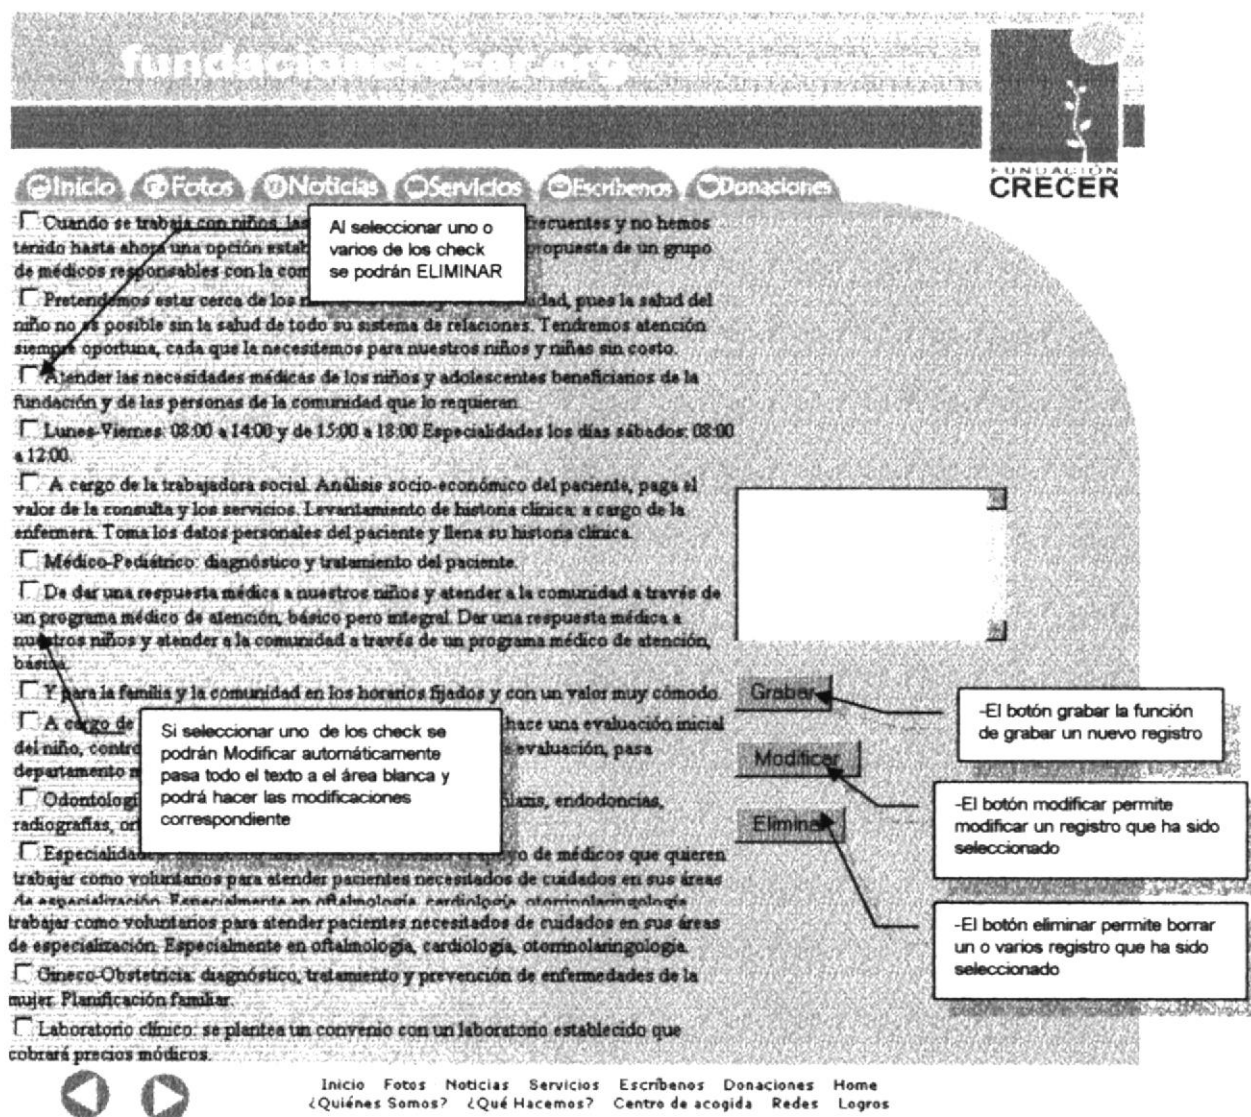 fundacioncrecer.org
FUNDACIÓN
CRECER
Inicio Fotos Noticias Servicios Escríbenos Donaciones
Cuando se trabaja con niños, las frecuentes y no hemos
tenido hasta ahora una opción propuesta de un grupo
de médicos responsables con la
Al seleccionar uno o
varios de los check
se podrán ELIMINAR
Pretendemos estar cerca de los pues la salud del
niño no es posible sin la salud de todo su sistema de relaciones. Tendremos atención
siempre oportuna, cada que la necesitemos para nuestros niños y niñas sin costo.
Atender las necesidades médicas de los niños y adolescentes beneficiarios de la
fundación y de las personas de la comunidad que lo requieran.
Lunes-Viernes: 08:00 a 14:00 y de 15:00 a 18:00 Especialidades los días sábados: 08:00
a 12:00.
A cargo de la trabajadora social. Análisis socio-económico del paciente, paga el
valor de la consulta y los servicios. Levantamiento de historia clínica: a cargo de la
enfermera. Toma los datos personales del paciente y llena su historia clínica.
Médico-Pediátrico: diagnóstico y tratamiento del paciente.
De dar una respuesta médica a nuestros niños y atender a la comunidad a través de
un programa médico de atención, básico pero integral. Dar una respuesta médica a
nuestros niños y atender a la comunidad a través de un programa médico de atención,
básica.
Y para la familia y la comunidad en los horarios fijados y con un valor muy cómodo.
A cargo de hace una evaluación inicial
del niño, evaluación, pasa
departamento
Si seleccionar uno de los check se
podrán Modificar automáticamente
pasa todo el texto a el área blanca y
podrá hacer las modificaciones
correspondiente
endodoncias,
radiografías,
de médicos que quieren
trabajar como voluntarios para atender pacientes necesitados de cuidados en sus áreas
de especialización. Especialmente en oftalmología, cardiología, otorrinolaringología
trabajar como voluntarios para atender pacientes necesitados de cuidados en sus áreas
de especialización. Especialmente en oftalmología, cardiología, otorrinolaringología.
Gineco-Obstetricia: diagnóstico, tratamiento y prevención de enfermedades de la
mujer. Planificación familiar.
Laboratorio clínico: se plantea un convenio con un laboratorio establecido que
cobrará precios módicos.
Grabar
Modificar
Eliminar
-El botón grabar la función
de grabar un nuevo registro
-El botón modificar permite
modificar un registro que ha sido
seleccionado
-El botón eliminar permite borrar
un o varios registro que ha sido
seleccionado
Inicio Fotos Noticias Servicios Escríbenos Donaciones Home
¿Quiénes Somos? ¿Qué Hacemos? Centro de acogida Redes Logros